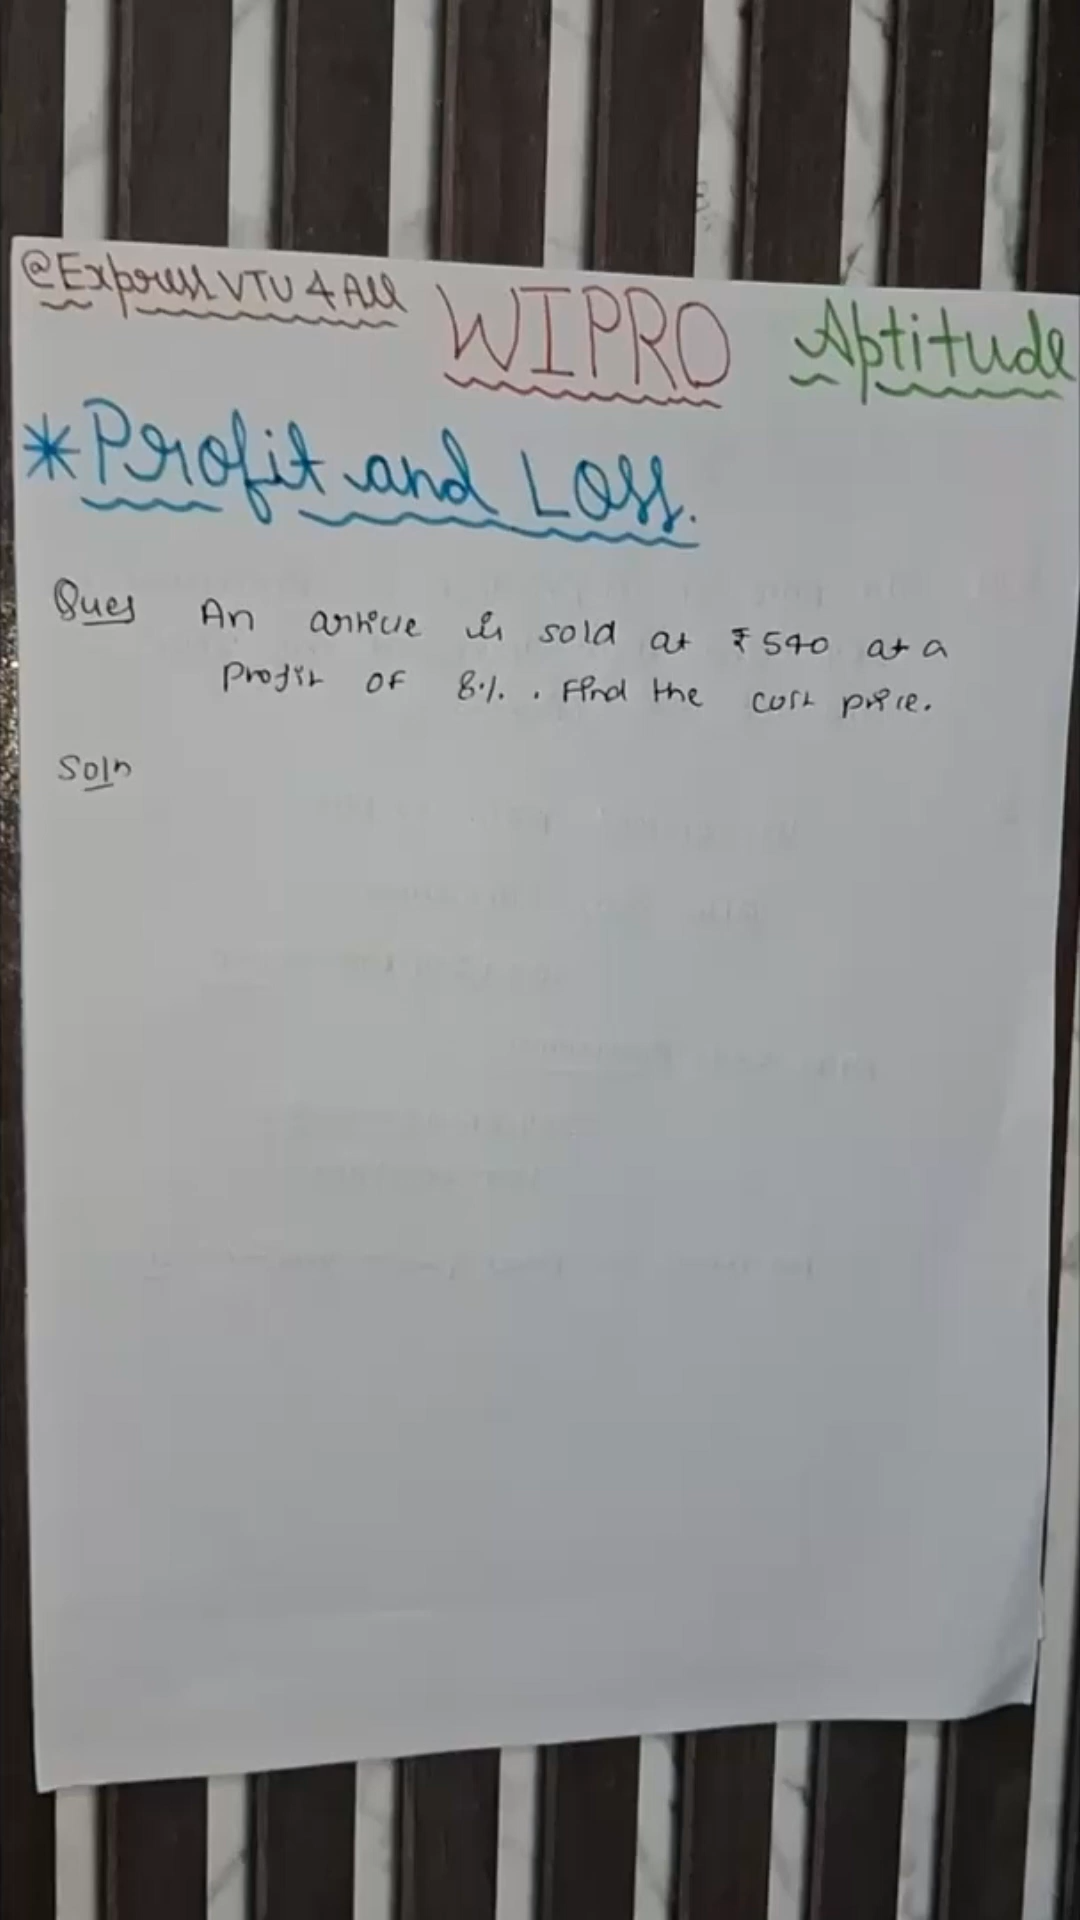 @Express VTU 4 All WIPRO Aptitude
*Profit and Loss.
Ques An article is sold at ₹540 at a
profit OF 8%. Find the cost price.
Soln